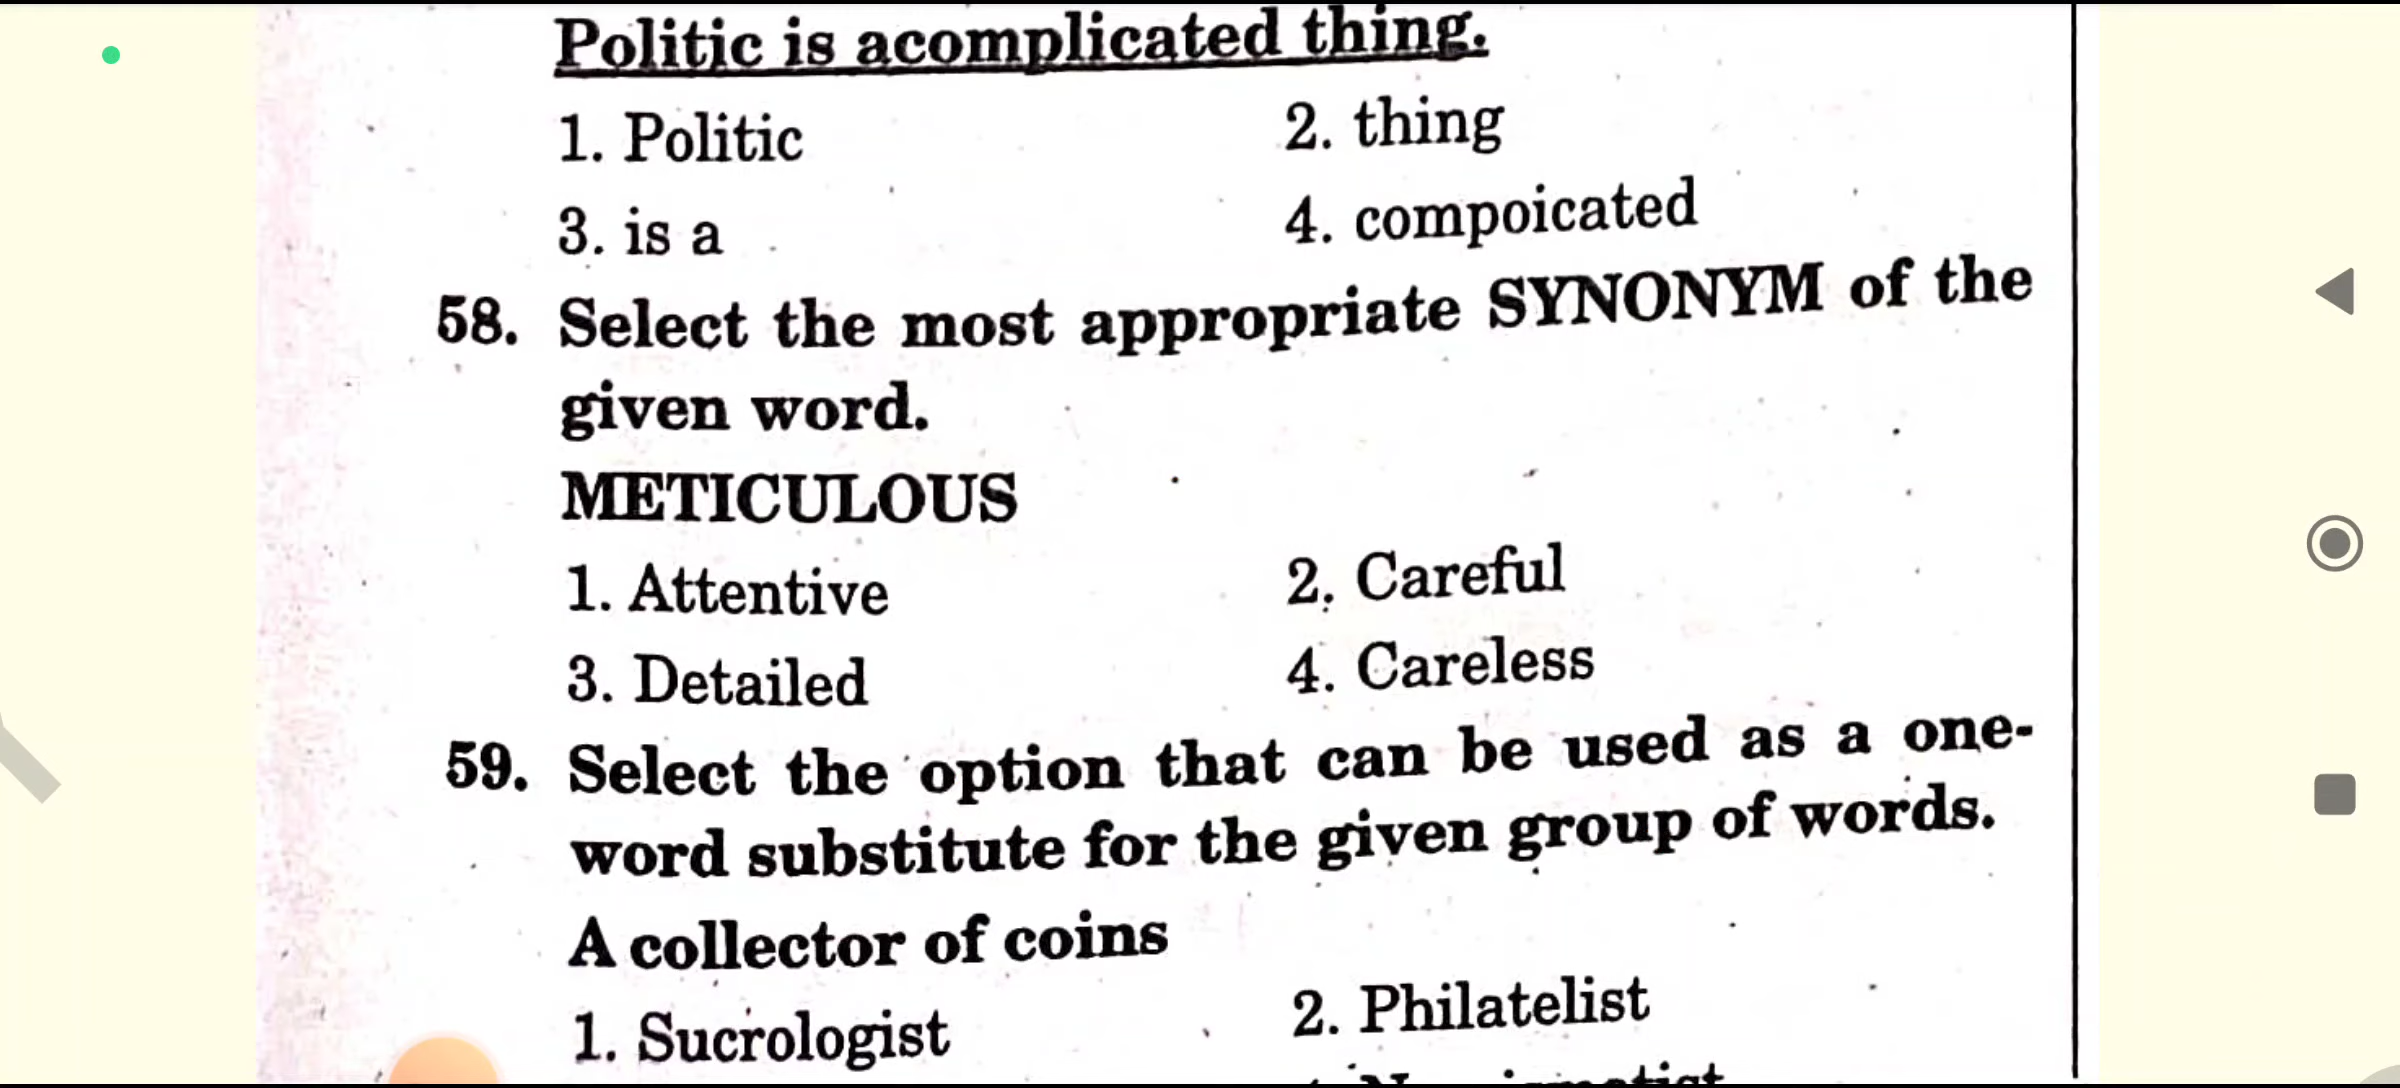 Politic is acomplicated thing.
1. Politic
2. thing
3. is a
4. compoicated
58. Select the most appropriate SYNONYM of the
given word.
METICULOUS
1. Attentive
2. Careful
3. Detailed
4. Careless
59. Select the option that can be used as a one-
word substitute for the given group of words.
A collector of coins
1. Sucrologist
2. Philatelist